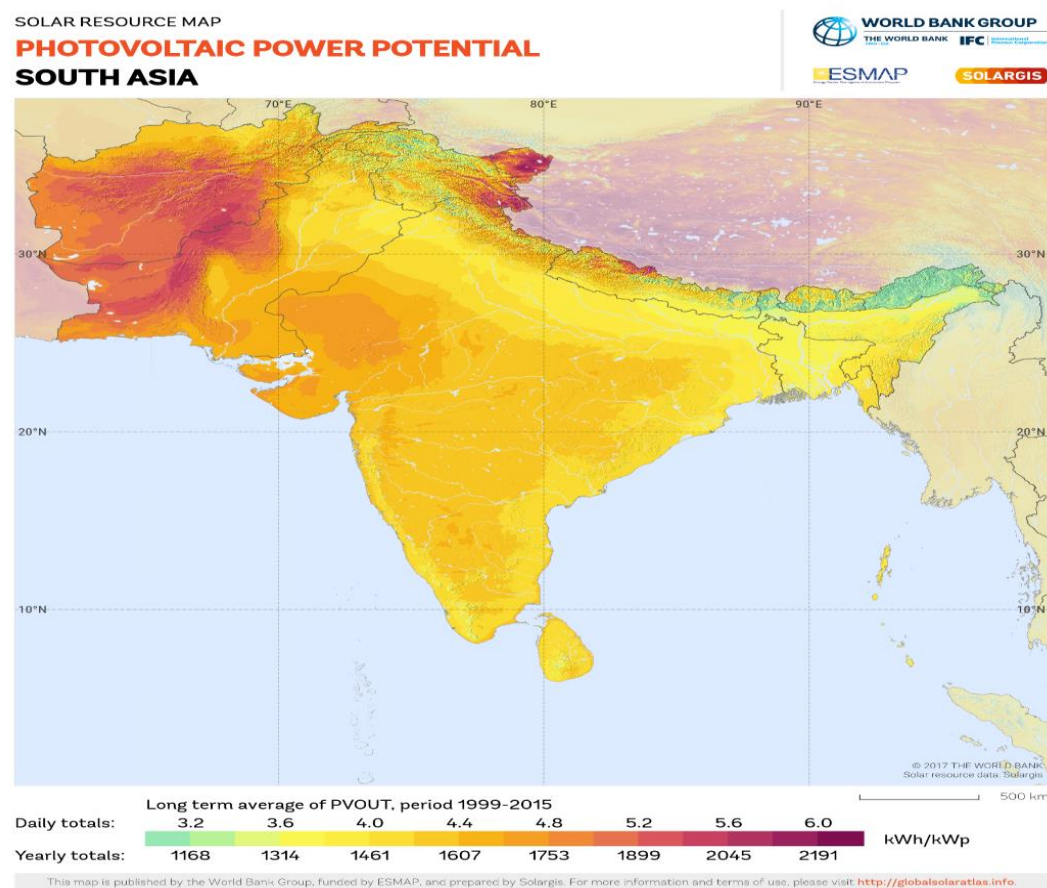 SOLAR RESOURCE MAP
PHOTOVOLTAIC POWER POTENTIAL
SOUTH ASIA
WORLD BANK GROUP
THE WORLD BANK
IFC International Finance Corporation
ESMAP
SOLARGIS
70°E 80°E 90°E
30°N 30°N
20°N 20°N
10°N 10°N
© 2017 THE WORLD BANK
Solar resource data: Solargis
500 km
Long term average of PVOUT, period 1999-2015
Daily totals: 3.2 3.6 4.0 4.4 4.8 5.2 5.6 6.0
kWh/kWp
Yearly totals: 1168 1314 1461 1607 1753 1899 2045 2191
This map is published by the World Bank Group, funded by ESMAP, and prepared by Solargis. For more information and terms of use, please visit http://globalsolaratlas.info.